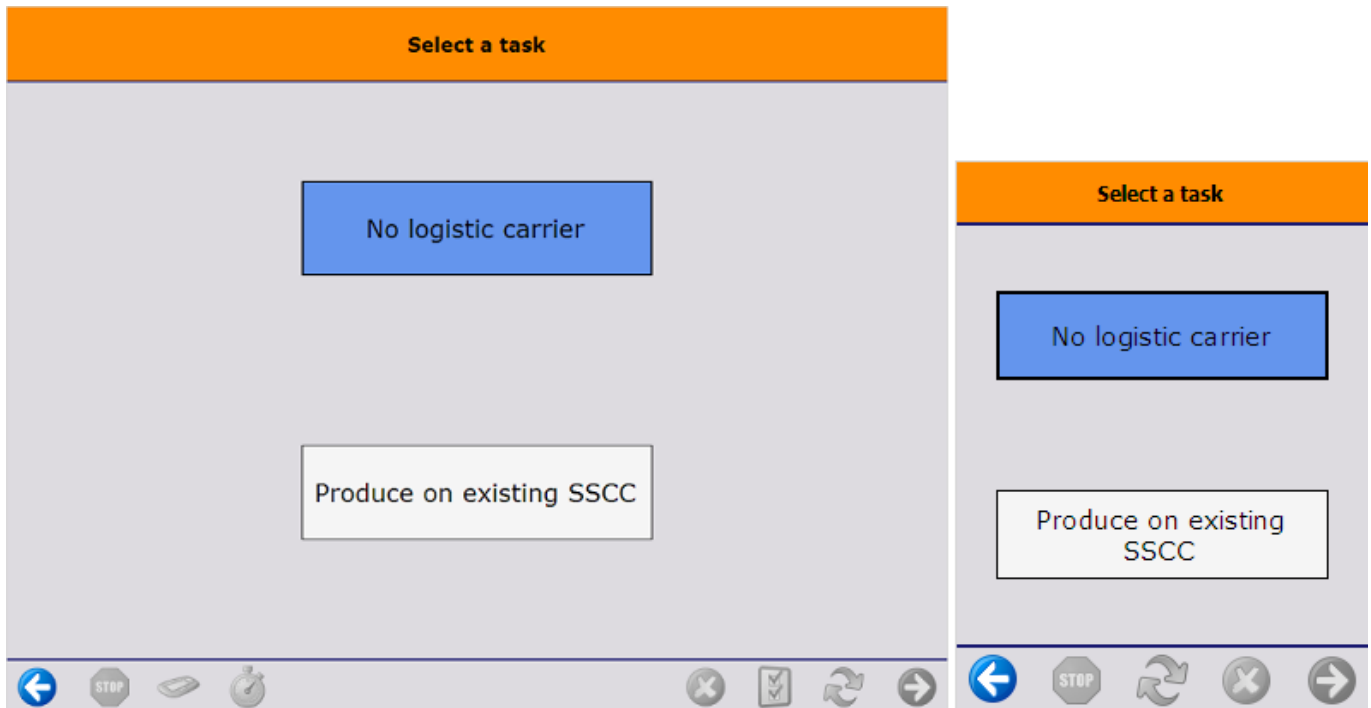 Select a task
No logistic carrier
Produce on existing SSCC
STOP
Select a task
No logistic carrier
Produce on existing
SSCC
STOP